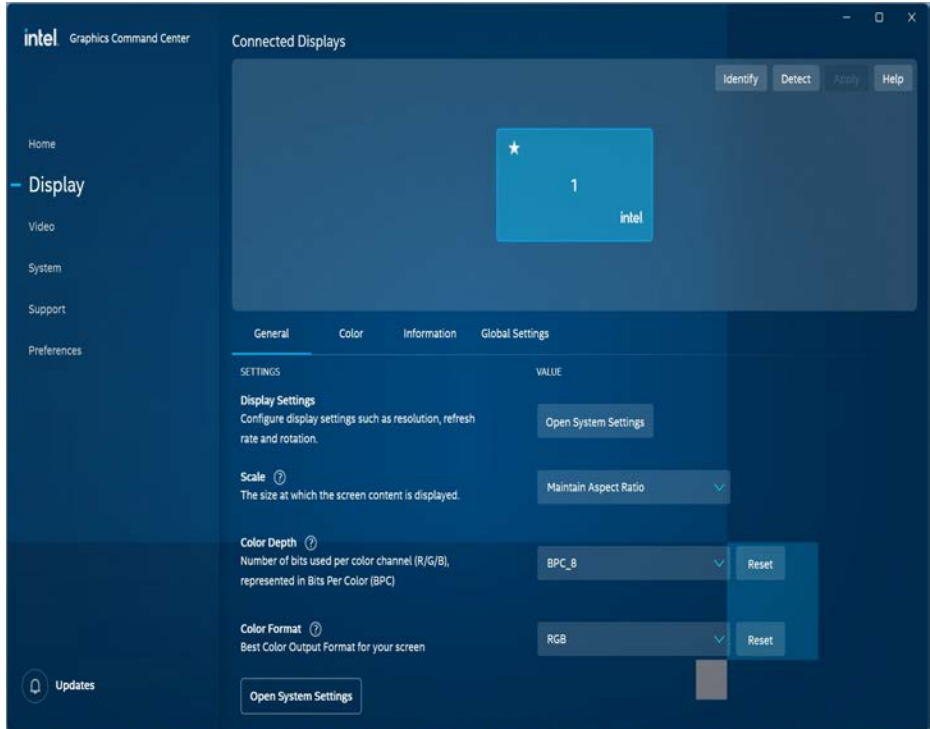 intel. Graphics Command Center
Connected Displays
Identify Detect Apply Help
Home
Display
Video
System
Support
Preferences
1
intel
General Color Information Global Settings
SETTINGS VALUE
Display Settings
Configure display settings such as resolution, refresh
rate and rotation.
Open System Settings
Scale ?
The size at which the screen content is displayed.
Maintain Aspect Ratio
Color Depth ?
Number of bits used per color channel (R/G/B),
represented in Bits Per Color (BPC)
BPC_8 Reset
Color Format ?
Best Color Output Format for your screen
RGB Reset
Updates
Open System Settings